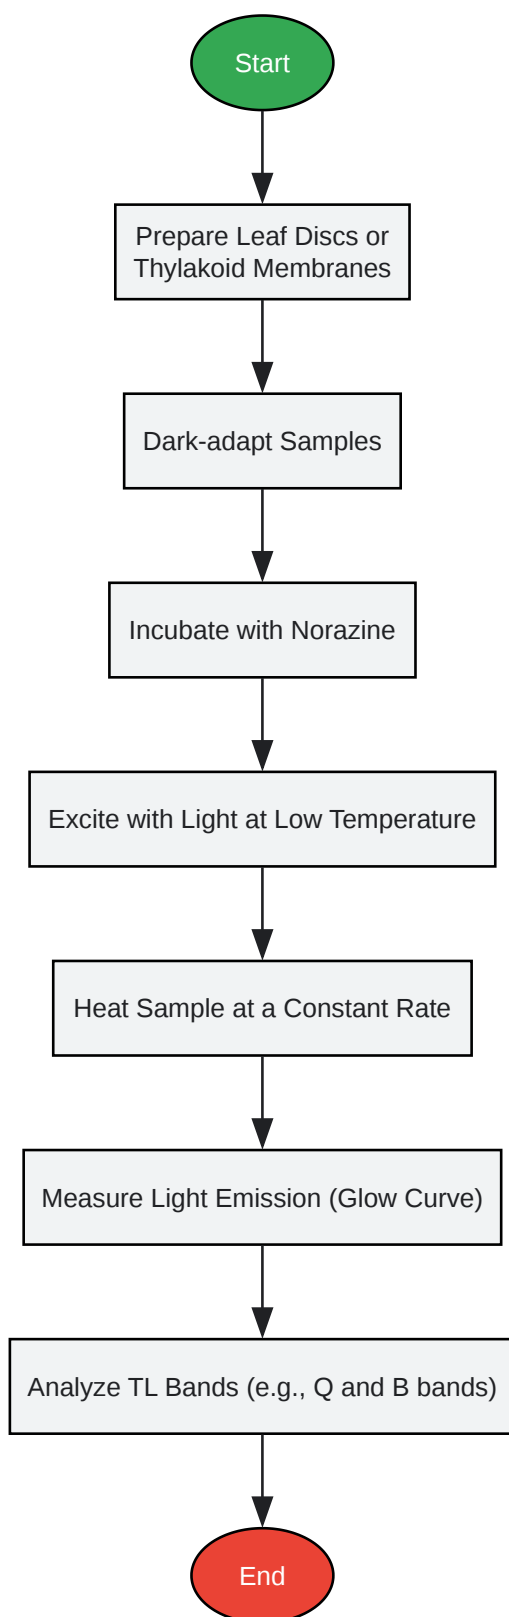 Start
Prepare Leaf Discs or
Thylakoid Membranes
Dark-adapt Samples
Incubate with Norazine
Excite with Light at Low Temperature
Heat Sample at a Constant Rate
Measure Light Emission (Glow Curve)
Analyze TL Bands (e.g., Q and B bands)
End